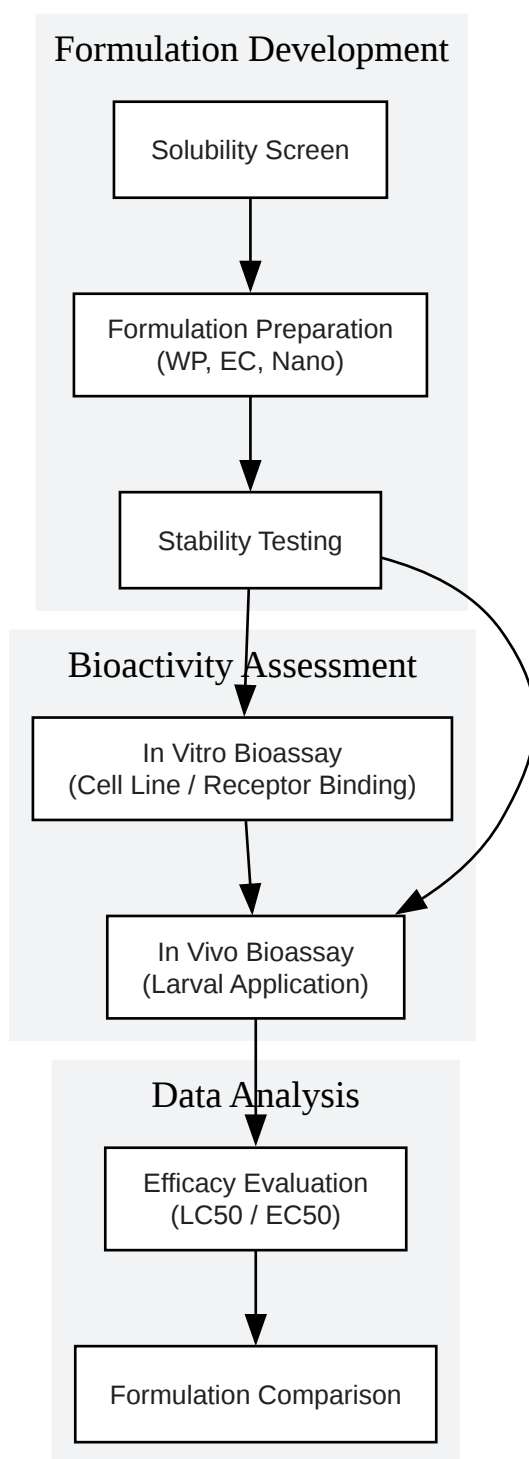 Formulation Development
Solubility Screen
Formulation Preparation
(WP, EC, Nano)
Stability Testing
Bioactivity Assessment
In Vitro Bioassay
(Cell Line / Receptor Binding)
In Vivo Bioassay
(Larval Application)
Data Analysis
Efficacy Evaluation
(LC50 / EC50)
Formulation Comparison